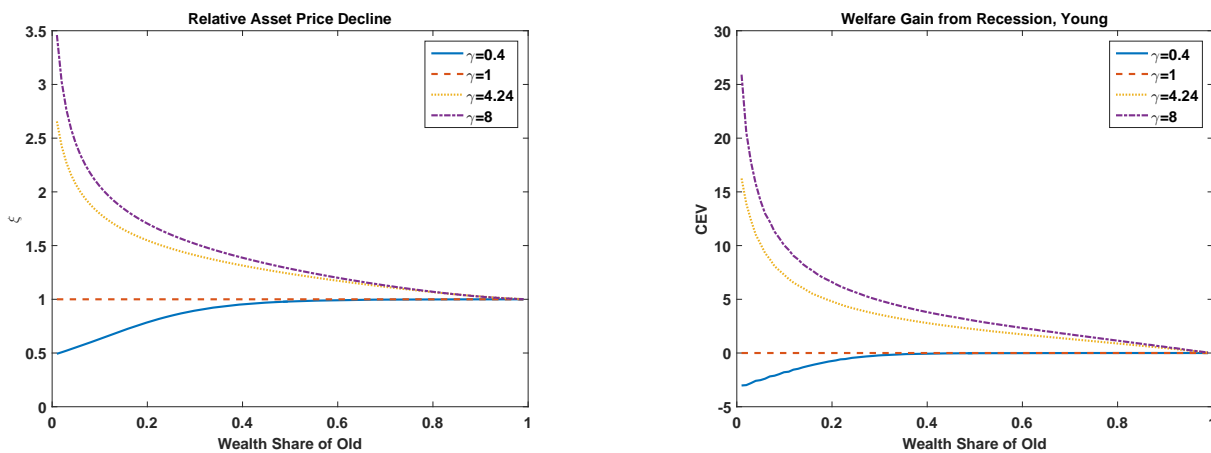 Relative Asset Price Decline
3.5
3
2.5
2
1.5
1
0.5
0
ξ
γ=0.4
γ=1
γ=4.24
γ=8
0 0.2 0.4 0.6 0.8 1
Wealth Share of Old
Welfare Gain from Recession, Young
30
25
20
15
10
5
0
-5
CEV
γ=0.4
γ=1
γ=4.24
γ=8
0 0.2 0.4 0.6 0.8 1
Wealth Share of Old